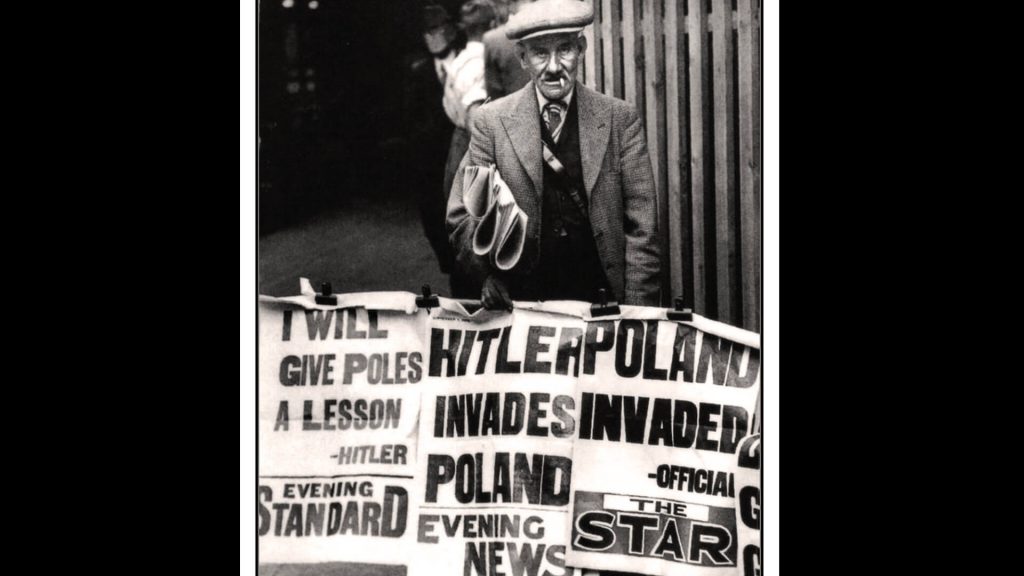 I WILL
GIVE POLES
A LESSON
-HITLER
EVENING
STANDARD
HITLER
INVADES
POLAND
EVENING
NEWS
POLAND
INVADED
-OFFICIAL
THE
STAR
G